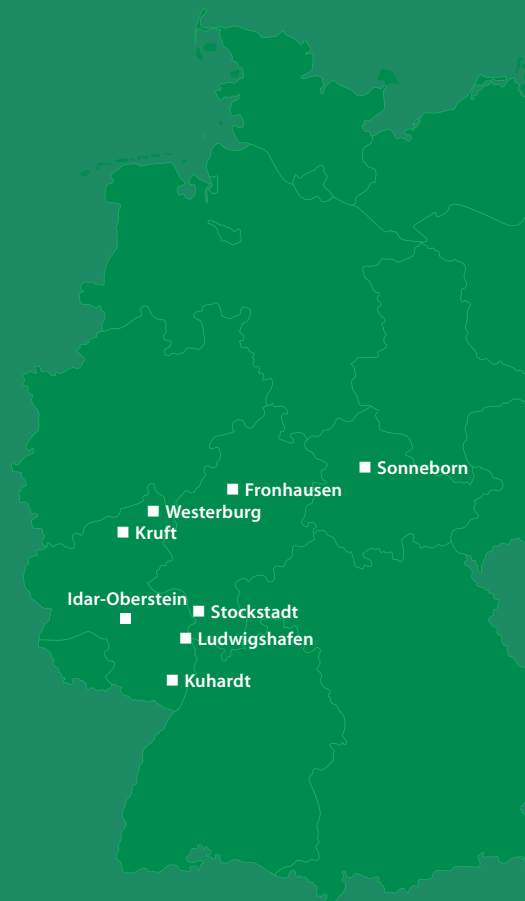 Sonneborn
Fronhausen
Westerburg
Kruft
Idar-Oberstein
Stockstadt
Ludwigshafen
Kuhardt